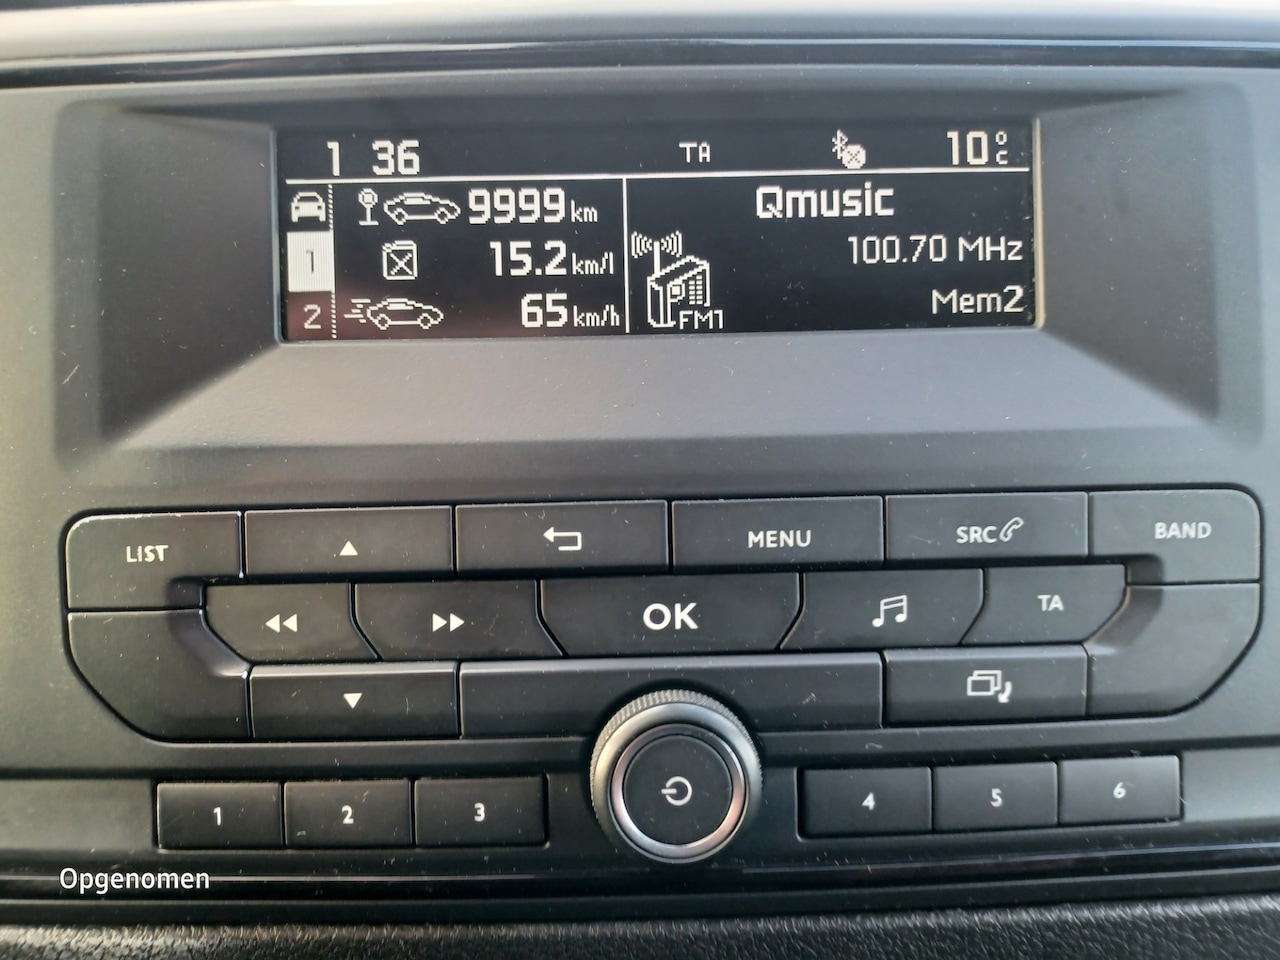 1 36 TA 10°C
9999 km
1 15.2 km/l
2 65 km/h
Qmusic
100.70 MHz
Mem2
FM1
LIST MENU SRC BAND
OK TA
1 2 3 4 5 6
Opgenomen